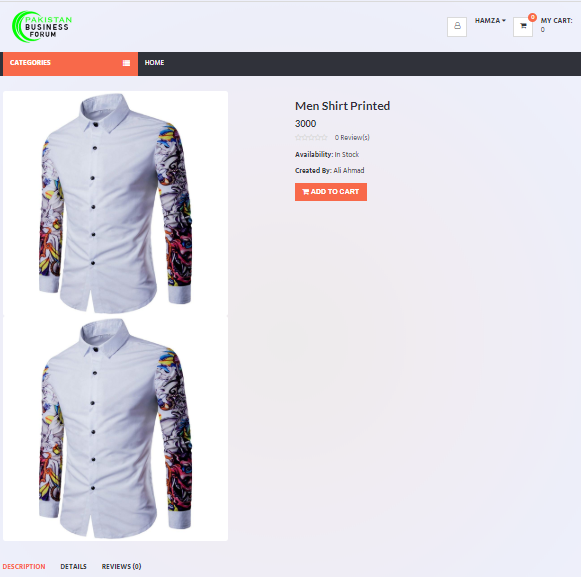 PAKISTAN
BUSINESS
FORUM
HAMZA
0
MY CART:
0
CATEGORIES
HOME
Men Shirt Printed
3000
0 Review(s)
Availability: In Stock
Created By: Ali Ahmad
ADD TO CART
DESCRIPTION DETAILS REVIEWS (0)